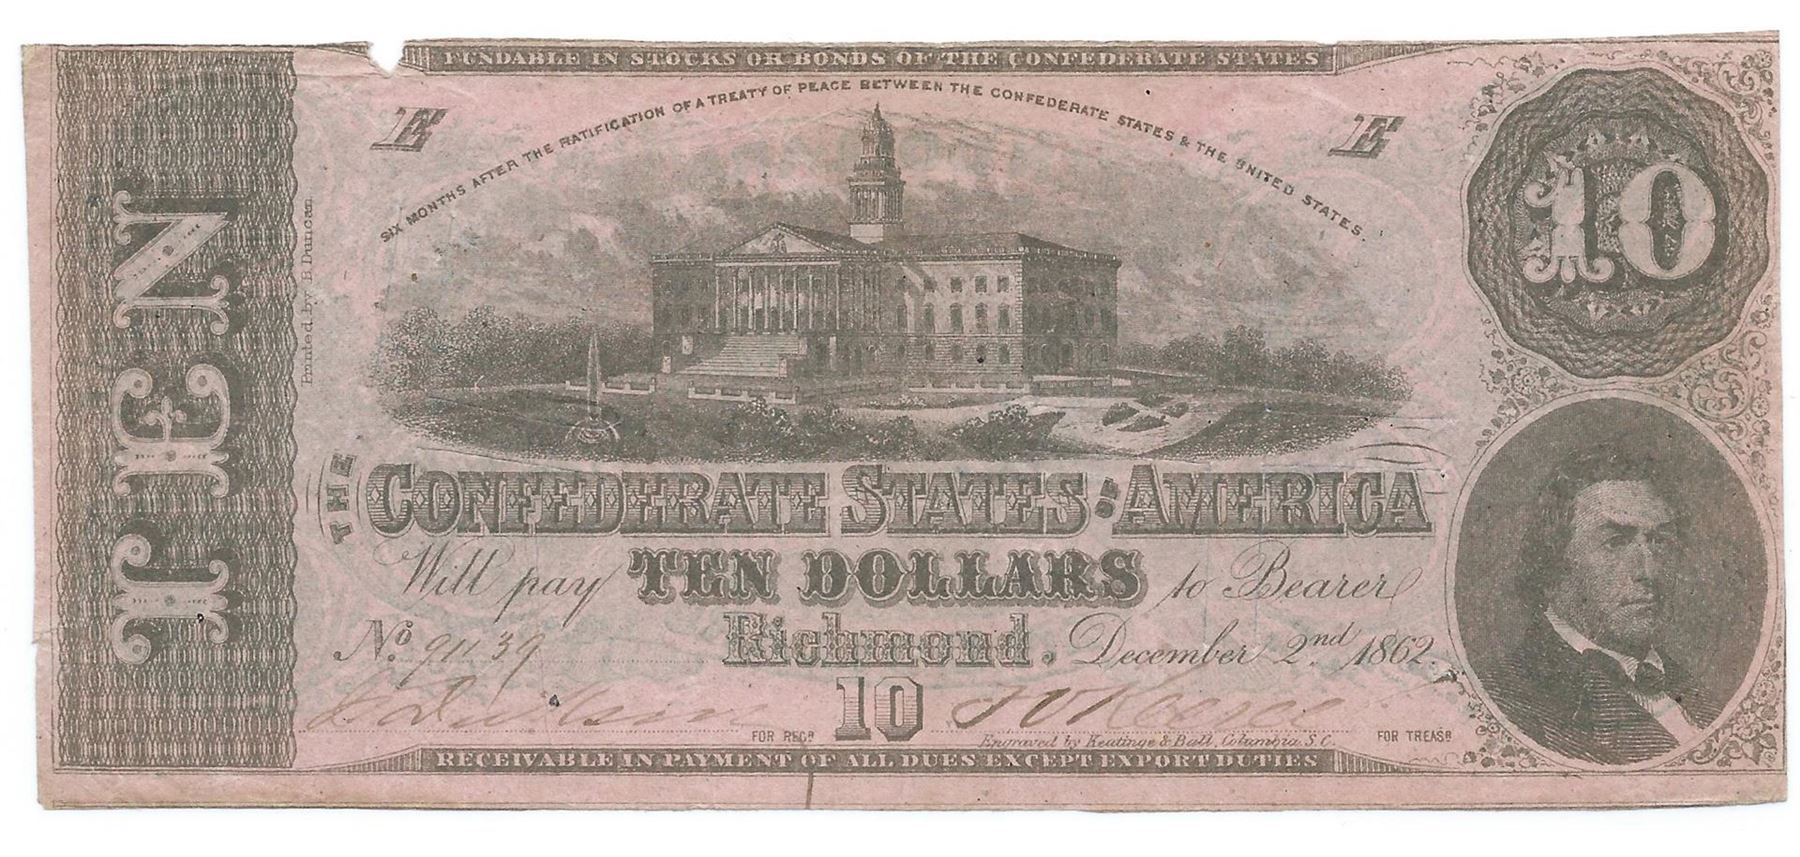 FUNDABLE IN STOCKS OR BONDS OF THE CONFEDERATE STATES
SIX MONTHS AFTER THE RATIFICATION OF A TREATY OF PEACE BETWEEN THE CONFEDERATE STATES & THE UNITED STATES.
E
E
10
TEN
Printed by B. Duncan.
THE CONFEDERATE STATES OF AMERICA
Will pay TEN DOLLARS to Bearer
Richmond, December 2nd 1862.
No. 91139
10
FOR REGR
FOR TREASR
Engraved by Keatinge & Ball, Columbia, S.C.
RECEIVABLE IN PAYMENT OF ALL DUES EXCEPT EXPORT DUTIES